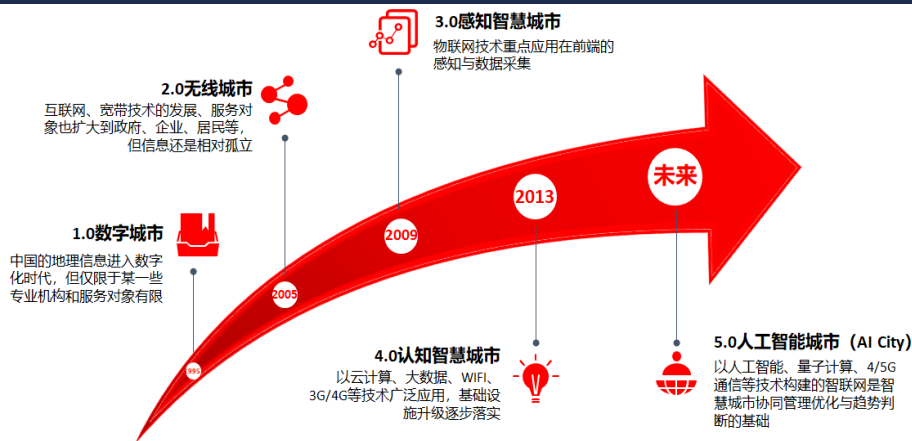 3.0感知智慧城市
物联网技术重点应用在前端的
感知与数据采集
2.0无线城市
互联网、宽带技术的发展、服务对
象也扩大到政府、企业、居民等，
但信息还是相对孤立
1.0数字城市
中国的地理信息进入数字
化时代，但仅限于某一些
专业机构和服务对象有限
1995
2005
2009
2013
未来
4.0认知智慧城市
以云计算、大数据、WIFI、
3G/4G等技术广泛应用，基础设
施升级逐步落实
5.0人工智能城市（AI City）
以人工智能、量子计算、4/5G
通信等技术构建的智联网是智
慧城市协同管理优化与趋势判
断的基础